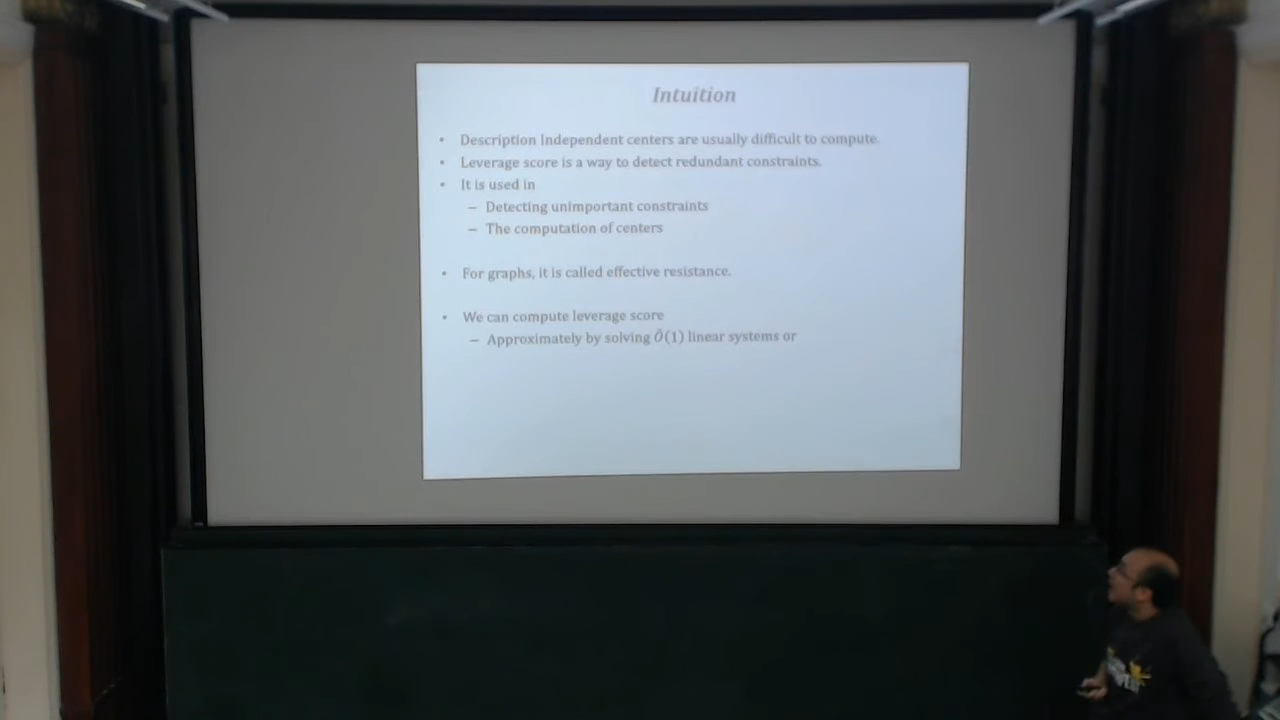 Intuition
• Description Independent centers are usually difficult to compute.
• Leverage score is a way to detect redundant constraints.
• It is used in
– Detecting unimportant constraints
– The computation of centers
• For graphs, it is called effective resistance.
• We can compute leverage score
– Approximately by solving Õ(1) linear systems or